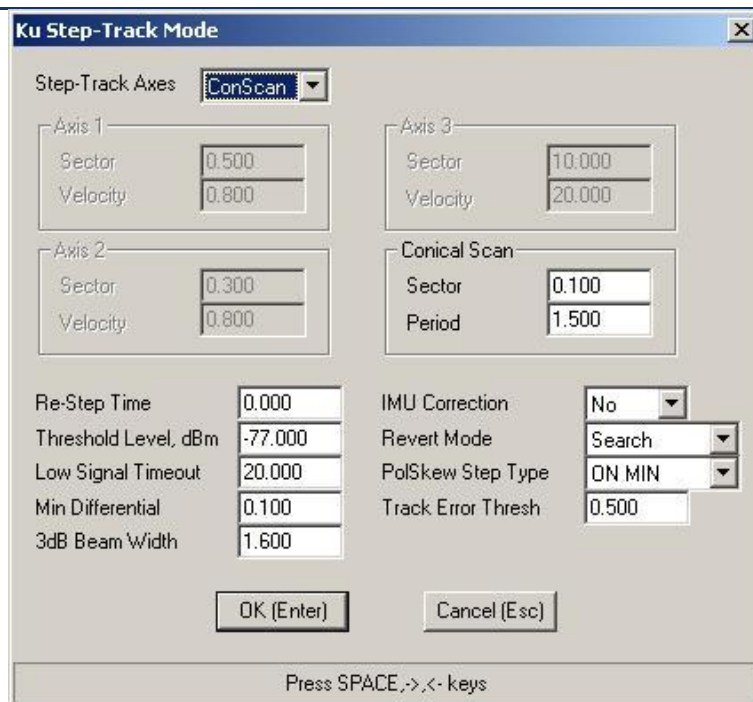 Ku Step-Track Mode
Step-Track Axes ConScan
Axis 1
Sector 0.500
Velocity 0.800
Axis 3
Sector 10.000
Velocity 20.000
Axis 2
Sector 0.300
Velocity 0.800
Conical Scan
Sector 0.100
Period 1.500
Re-Step Time 0.000
Threshold Level, dBm -77.000
Low Signal Timeout 20.000
Min Differential 0.100
3dB Beam Width 1.600
IMU Correction No
Revert Mode Search
PolSkew Step Type ON MIN
Track Error Thresh 0.500
OK (Enter)
Cancel (Esc)
Press SPACE,->,<- keys